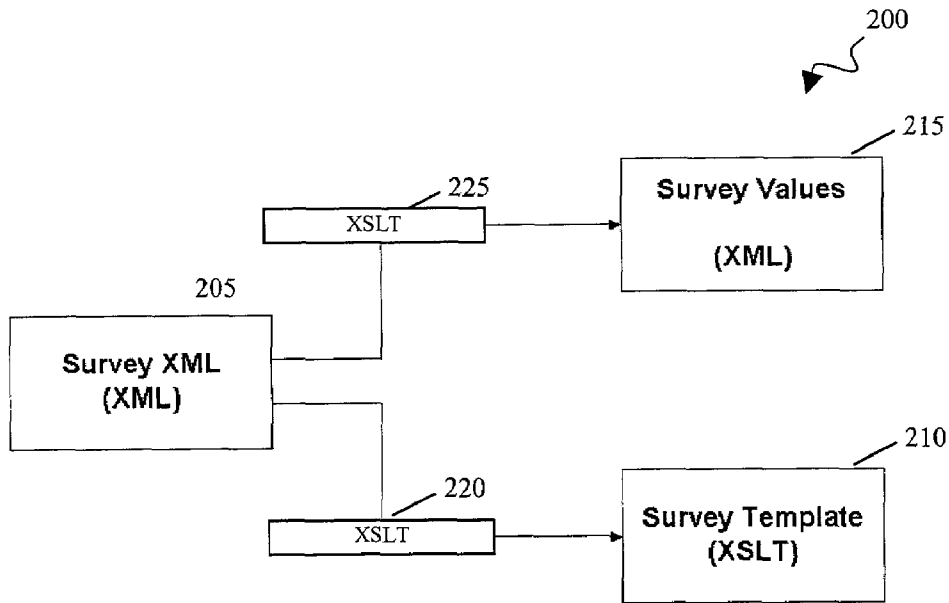 200
215
Survey Values
(XML)
225
XSLT
205
Survey XML
(XML)
210
Survey Template
(XSLT)
220
XSLT